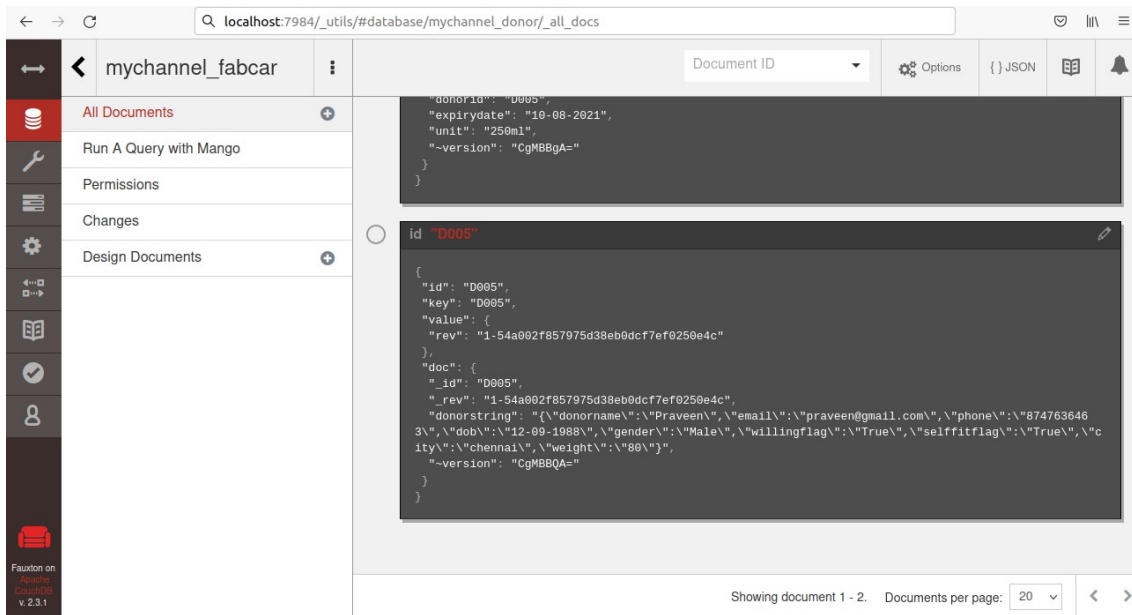 localhost:7984/_utils/#database/mychannel_donor/_all_docs
mychannel_fabcar
Document ID
Options
{ } JSON
All Documents
Run A Query with Mango
Permissions
Changes
Design Documents
"donorid": "D005",
"expirydate": "10-08-2021",
"unit": "250ml",
"~version": "CgMBBgA="
}
}
id "D005"
{
"id": "D005",
"key": "D005",
"value": {
"rev": "1-54a002f857975d38eb0dcf7ef0250e4c"
},
"doc": {
"_id": "D005",
"_rev": "1-54a002f857975d38eb0dcf7ef0250e4c",
"donorstring": "{\"donorname\":\"Praveen\",\"email\":\"praveen@gmail.com\",\"phone\":\"874763646
3\",\"dob\":\"12-09-1988\",\"gender\":\"Male\",\"willingflag\":\"True\",\"selffitflag\":\"True\",\"c
ity\":\"chennai\",\"weight\":\"80\"}",
"~version": "CgMBBQA="
}
}
Fauxton on
Apache
CouchDB
v. 2.3.1
Showing document 1 - 2.
Documents per page: 20